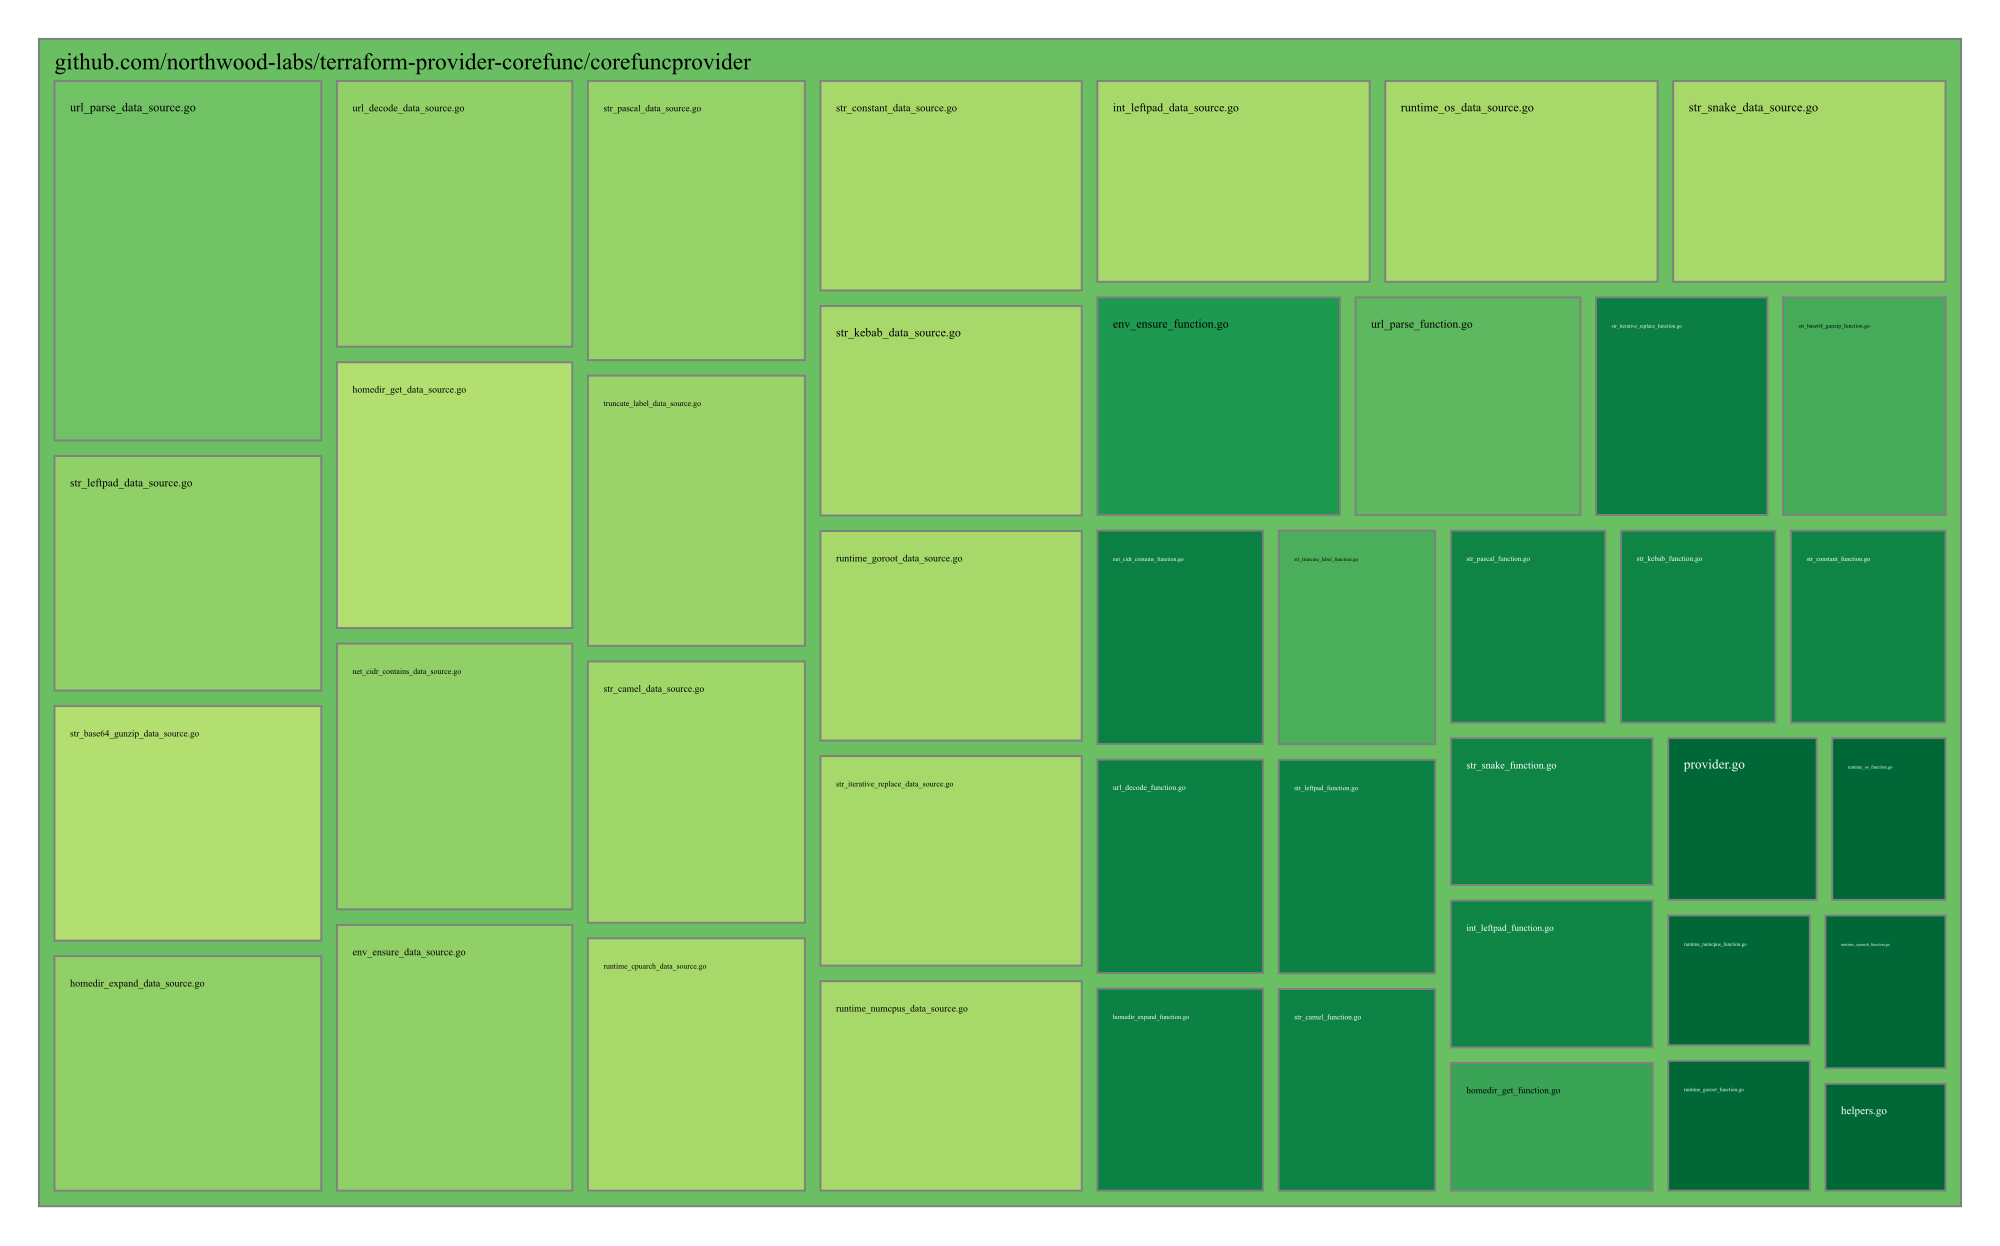 github.com/northwood-labs/terraform-provider-corefunc/corefuncprovider
url_parse_data_source.go
str_leftpad_data_source.go
str_base64_gunzip_data_source.go
homedir_expand_data_source.go
url_decode_data_source.go
homedir_get_data_source.go
net_cidr_contains_data_source.go
env_ensure_data_source.go
str_pascal_data_source.go
truncate_label_data_source.go
str_camel_data_source.go
runtime_cpuarch_data_source.go
str_constant_data_source.go
str_kebab_data_source.go
runtime_goroot_data_source.go
str_iterative_replace_data_source.go
runtime_numcpus_data_source.go
int_leftpad_data_source.go
runtime_os_data_source.go
str_snake_data_source.go
env_ensure_function.go
url_parse_function.go
str_iterative_replace_function.go
str_base64_gunzip_function.go
net_cidr_contains_function.go
url_decode_function.go
homedir_expand_function.go
str_truncate_label_function.go
str_leftpad_function.go
str_camel_function.go
str_pascal_function.go
str_kebab_function.go
str_constant_function.go
str_snake_function.go
int_leftpad_function.go
homedir_get_function.go
provider.go
runtime_os_function.go
runtime_numcpus_function.go
runtime_goroot_function.go
runtime_cpuarch_function.go
helpers.go